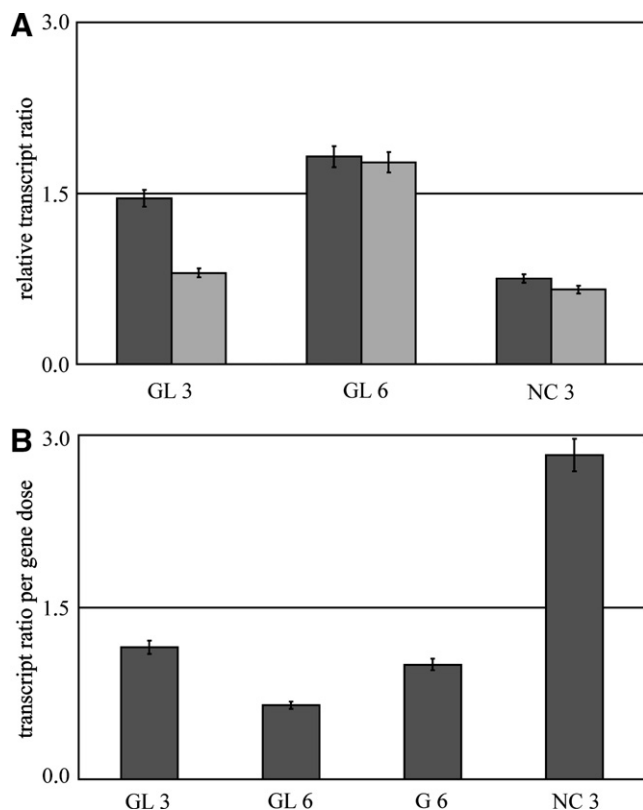 A
3.0
relative transcript ratio
1.5
0.0
GL 3 GL 6 NC 3
B
3.0
transcript ratio per gene dose
1.5
0.0
GL 3 GL 6 G 6 NC 3